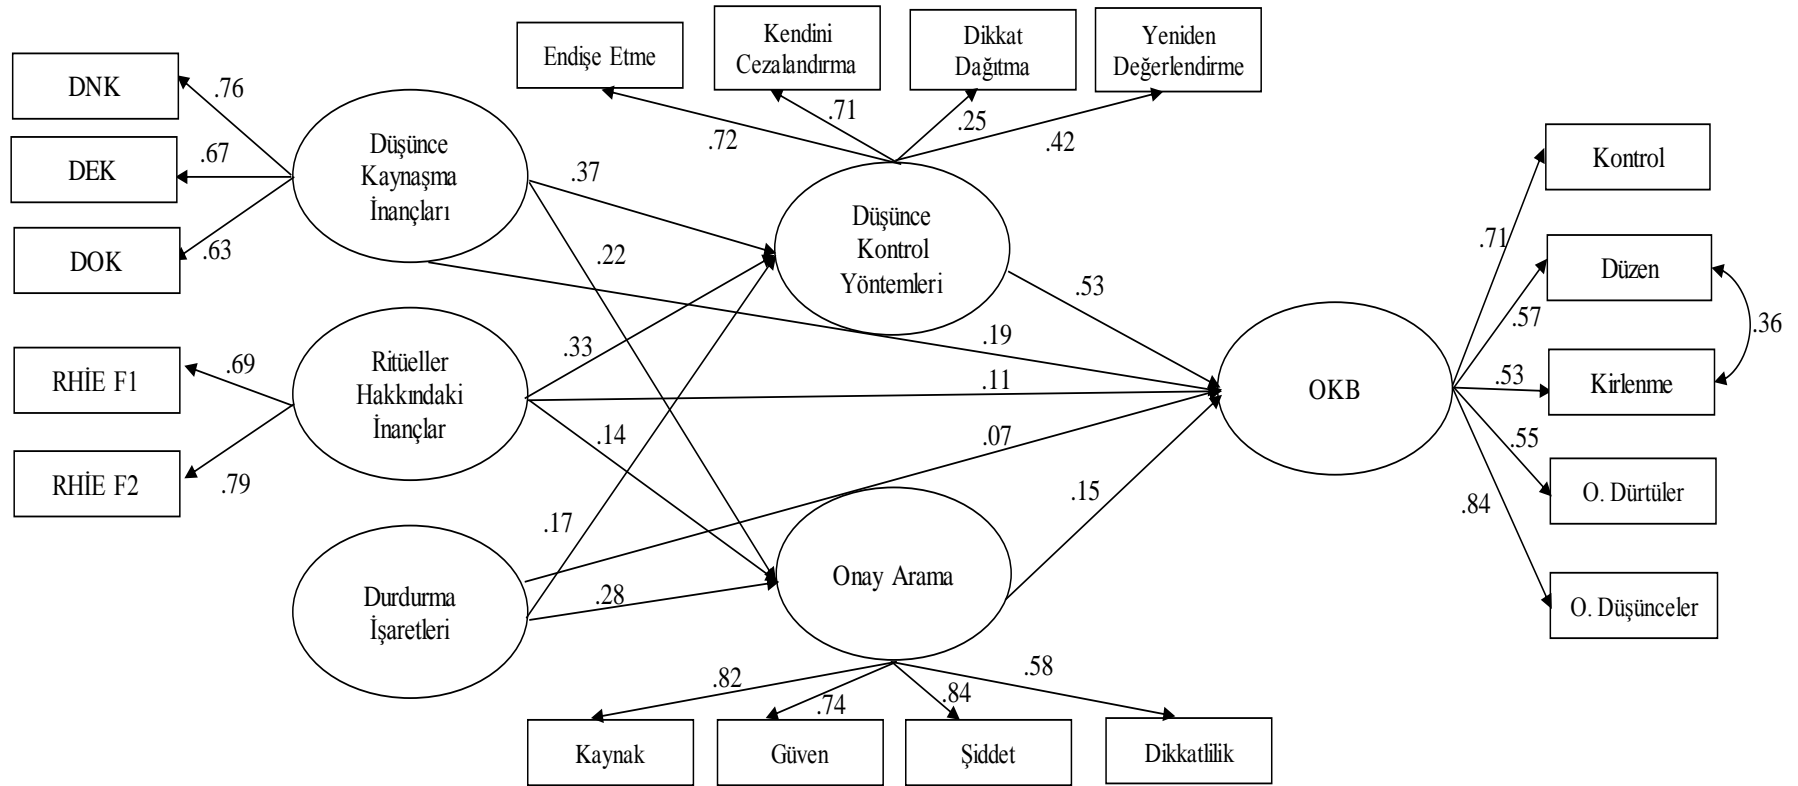 Endişe Etme
Kendini
Cezalandırma
Dikkat
Dağıtma
Yeniden
Değerlendirme
DNK
DEK
DOK
.76
.67
.63
Düşünce
Kaynaşma
İnançları
.72
.71
.25
.42
.37
.22
Düşünce
Kontrol
Yöntemleri
.53
.19
RHİE F1
RHİE F2
.69
.79
Ritüeller
Hakkındaki
İnançlar
.33
.11
.14
.07
Durdurma
İşaretleri
.17
.28
Onay Arama
.15
.82
.74
.84
.58
Kaynak
Güven
Şiddet
Dikkatlilik
OKB
.71
.57
.53
.55
.84
Kontrol
Düzen
Kirlenme
.36
O. Dürtüler
O. Düşünceler